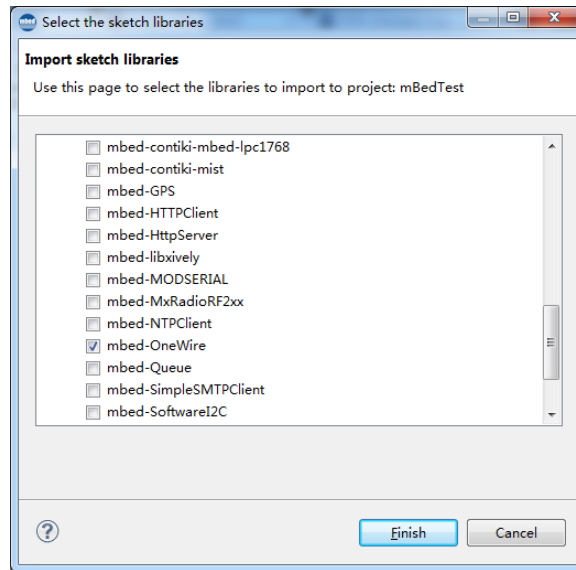 mbed
Select the sketch libraries
Import sketch libraries
Use this page to select the libraries to import to project: mBedTest
mbed-contiki-mbed-lpc1768
mbed-contiki-mist
mbed-GPS
mbed-HTTPClient
mbed-HttpServer
mbed-libxively
mbed-MODSERIAL
mbed-MxRadioRF2xx
mbed-NTPClient
mbed-OneWire
mbed-Queue
mbed-SimpleSMTPClient
mbed-SoftwareI2C
?
Finish
Cancel